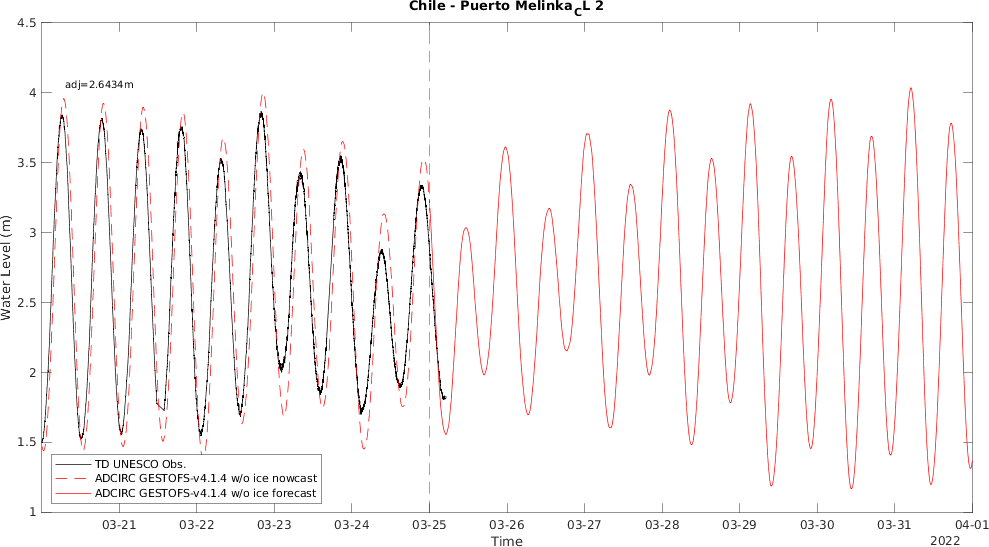 Chile - Puerto Melinka_CL 2
4.5
adj=2.6434m
4
3.5
3
2.5
2
1.5
1
Water Level (m)
TD UNESCO Obs.
ADCIRC GESTOFS-v4.1.4 w/o ice nowcast
ADCIRC GESTOFS-v4.1.4 w/o ice forecast
03-21 03-22 03-23 03-24 03-25 03-26 03-27 03-28 03-29 03-30 03-31 04-01
Time
2022